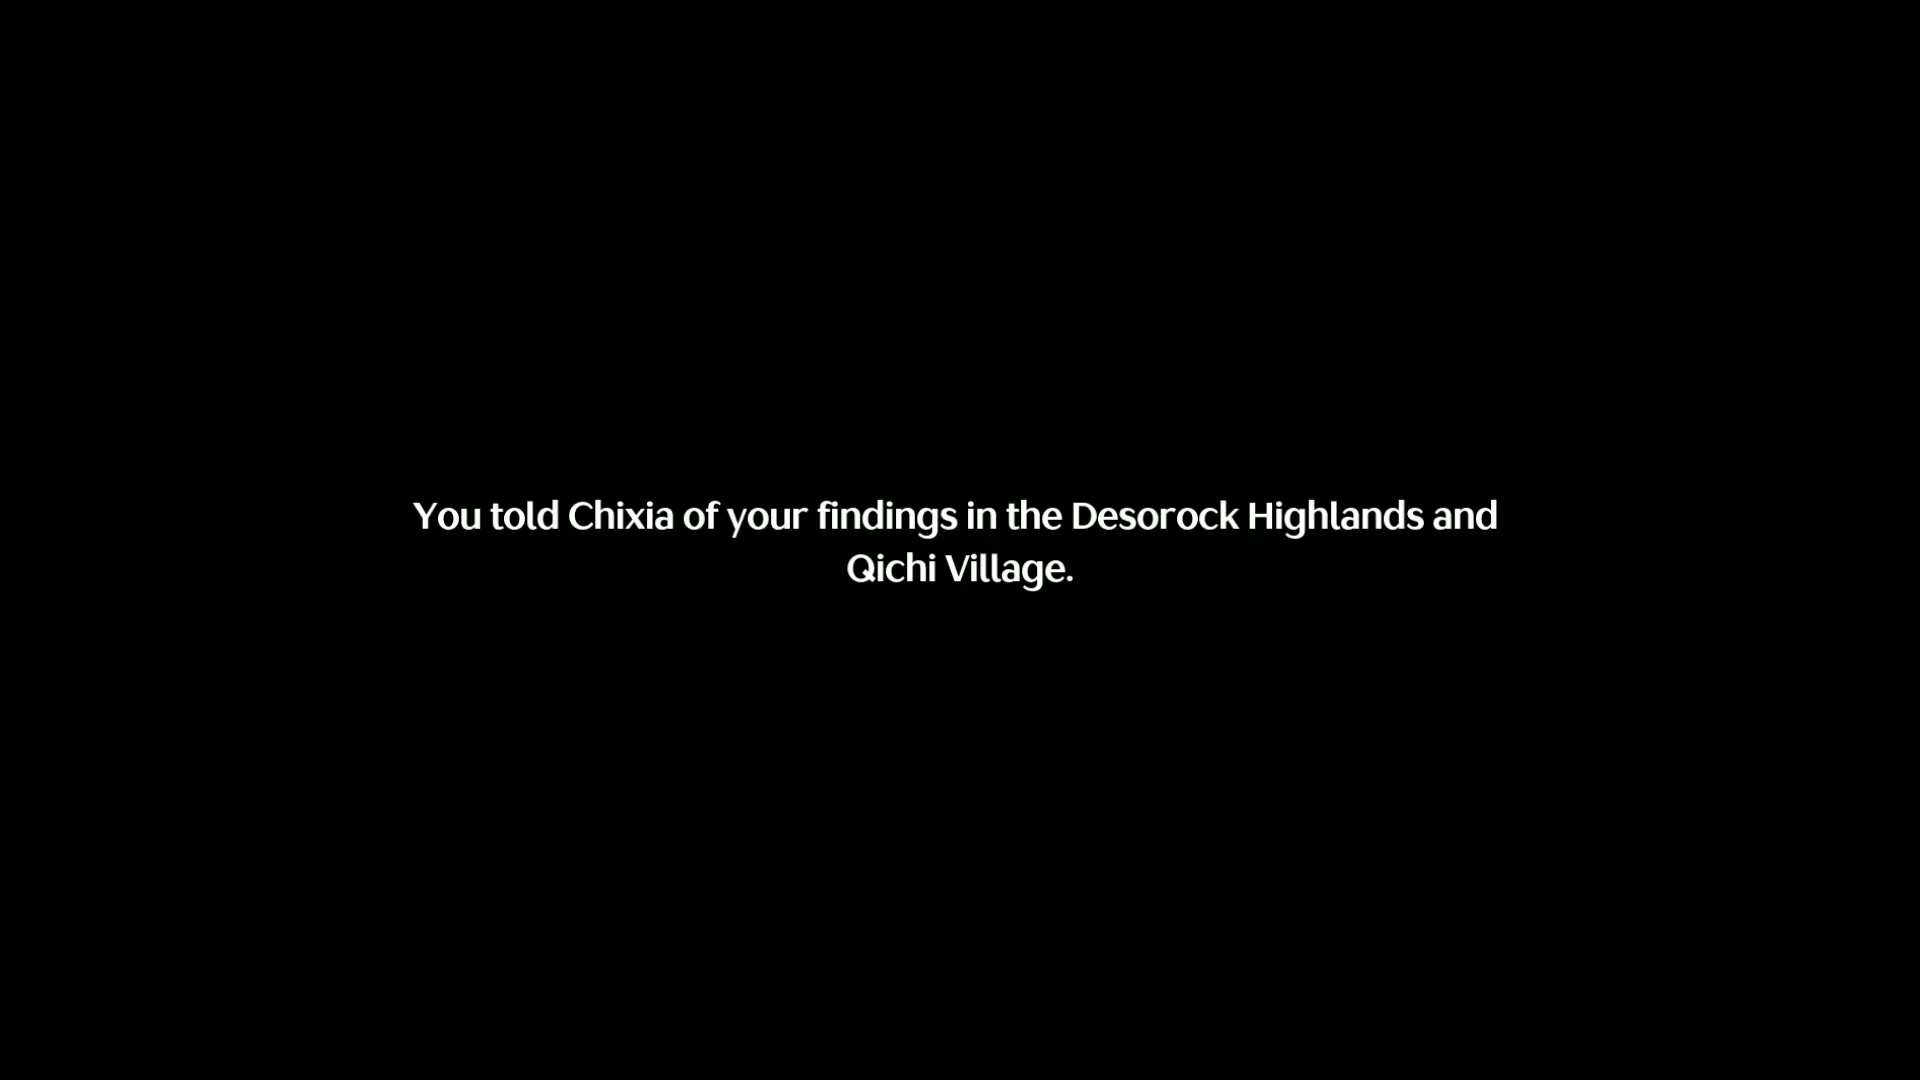 You told Chixia of your findings in the Desorock Highlands and
Qichi Village.